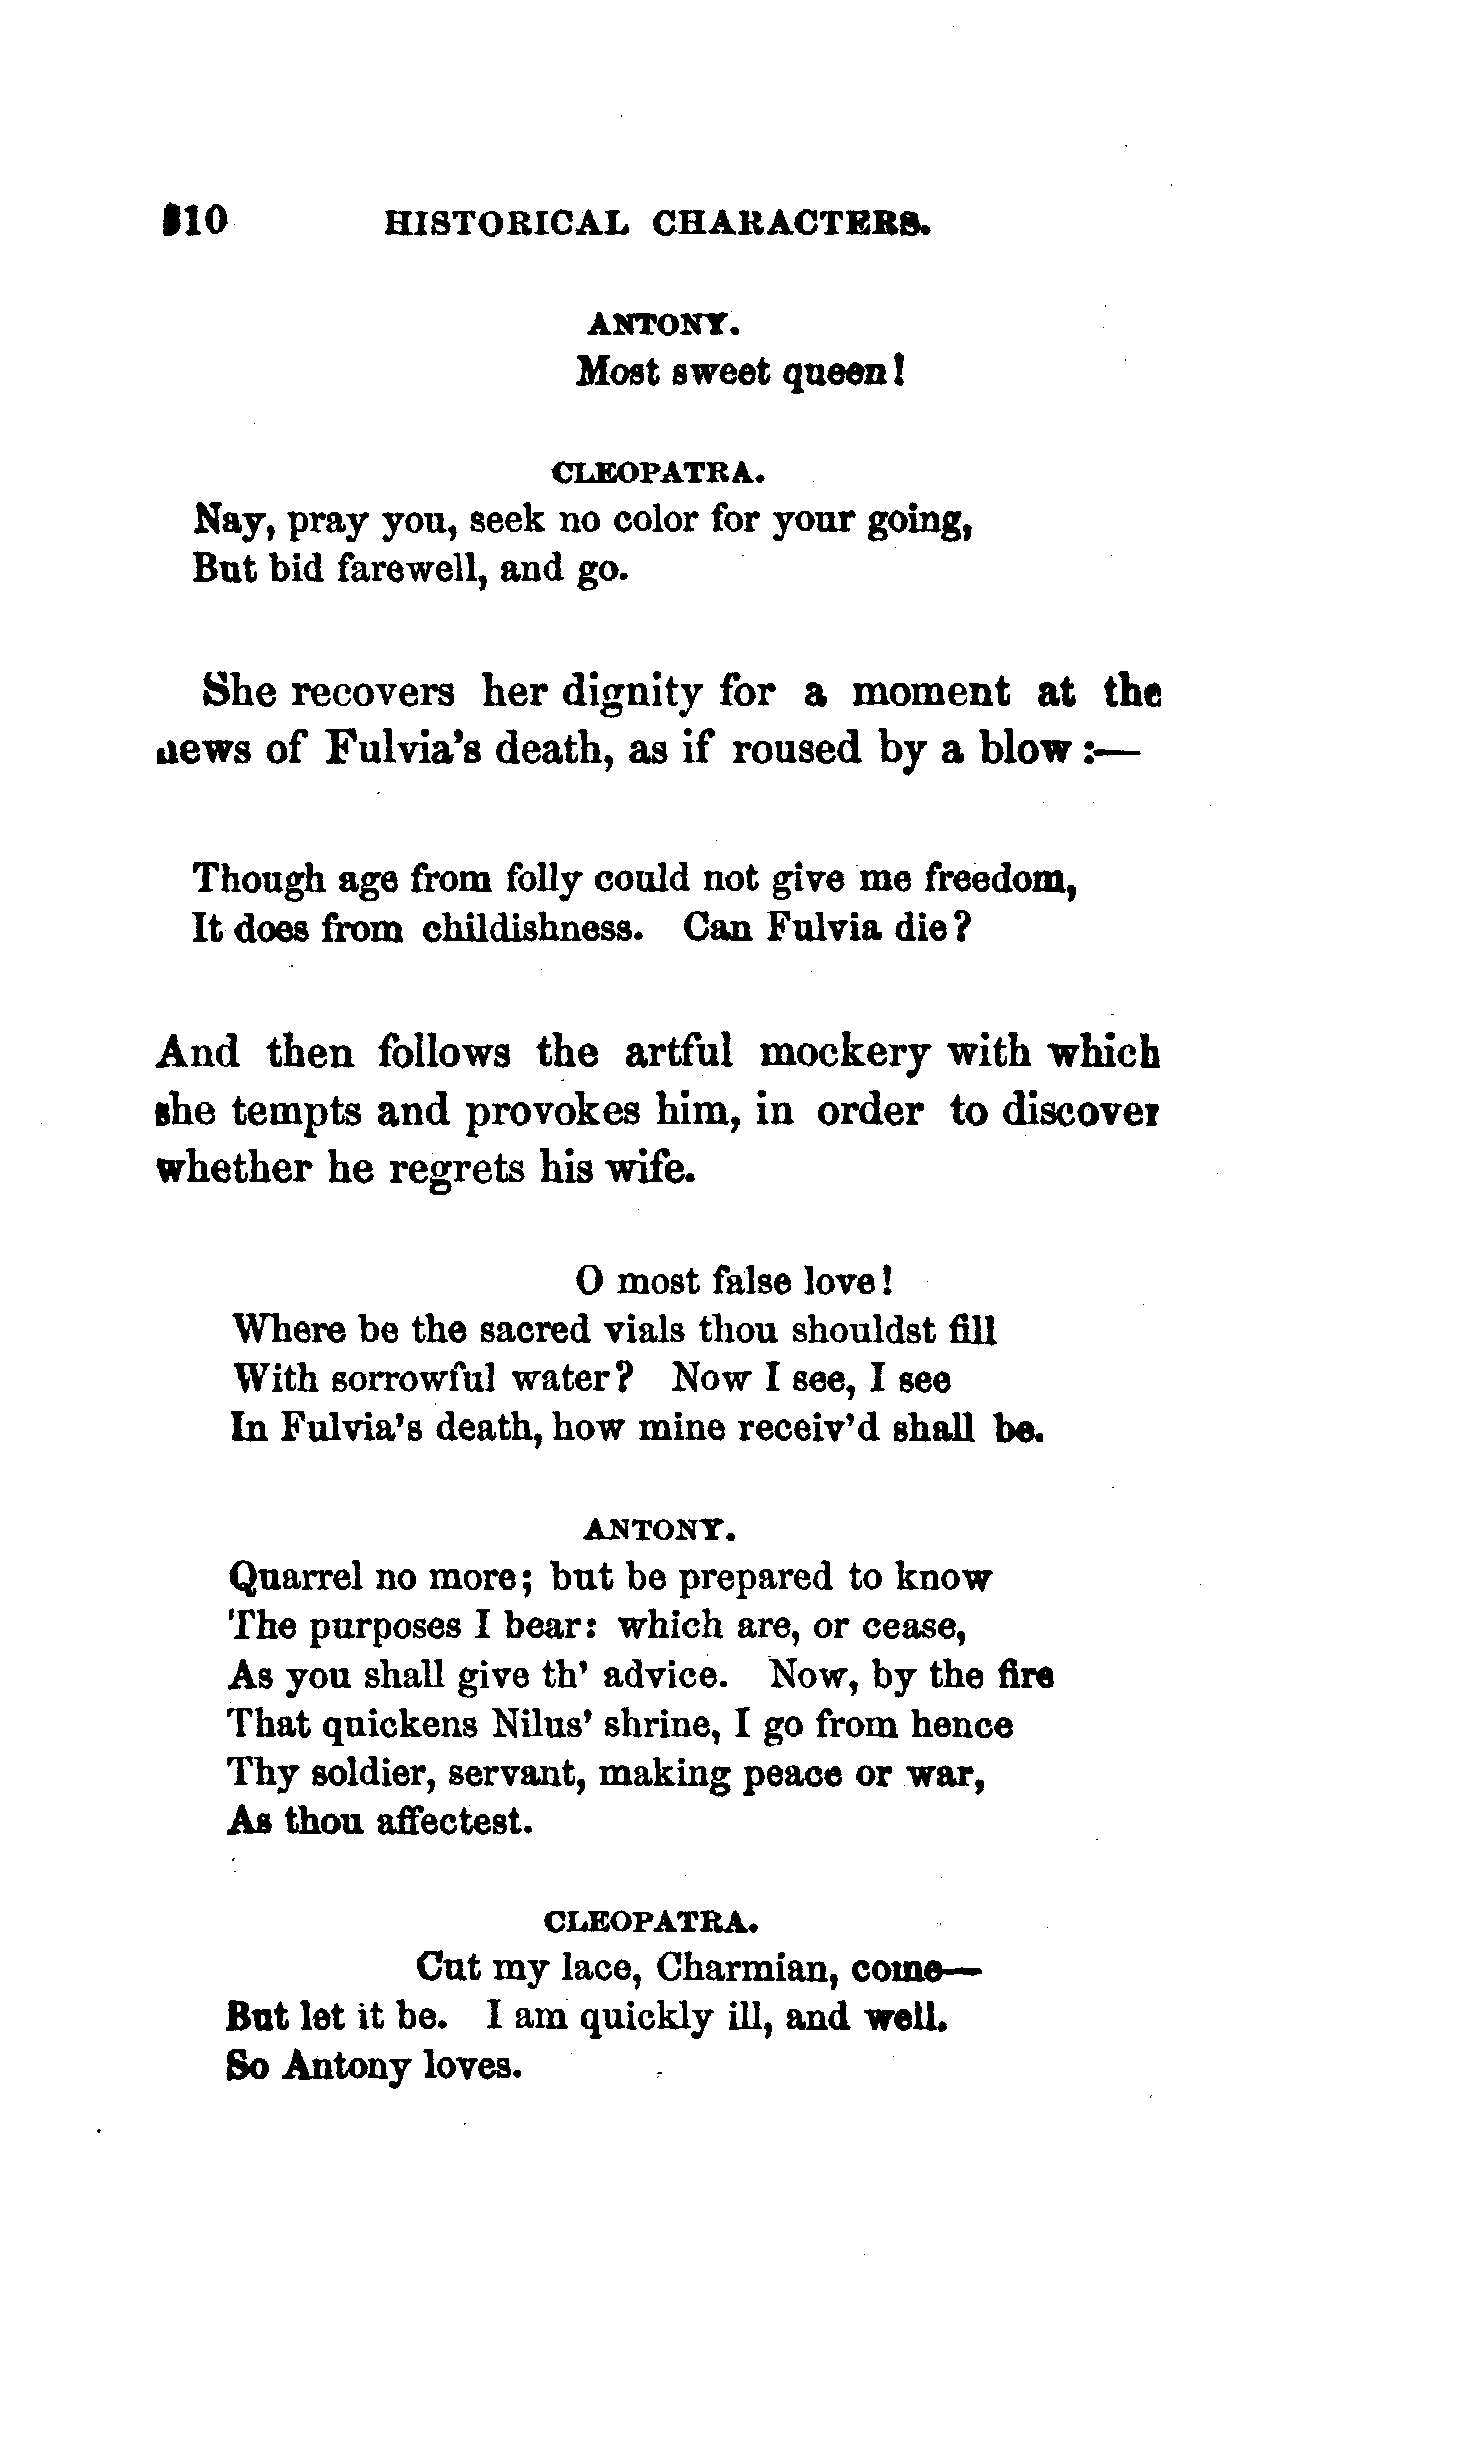 310 HISTORICAL CHARACTERS.
ANTONY.
Most sweet queen!
CLEOPATRA.
Nay, pray you, seek no color for your going,
But bid farewell, and go.
She recovers her dignity for a moment at the
news of Fulvia's death, as if roused by a blow:—
Though age from folly could not give me freedom,
It does from childishness. Can Fulvia die?
And then follows the artful mockery with which
she tempts and provokes him, in order to discover
whether he regrets his wife.
O most false love!
Where be the sacred vials thou shouldst fill
With sorrowful water? Now I see, I see
In Fulvia's death, how mine receiv'd shall be.
ANTONY.
Quarrel no more; but be prepared to know
The purposes I bear: which are, or cease,
As you shall give th' advice. Now, by the fire
That quickens Nilus' shrine, I go from hence
Thy soldier, servant, making peace or war,
As thou affectest.
CLEOPATRA.
Cut my lace, Charmian, come—
But let it be. I am quickly ill, and well.
So Antony loves.